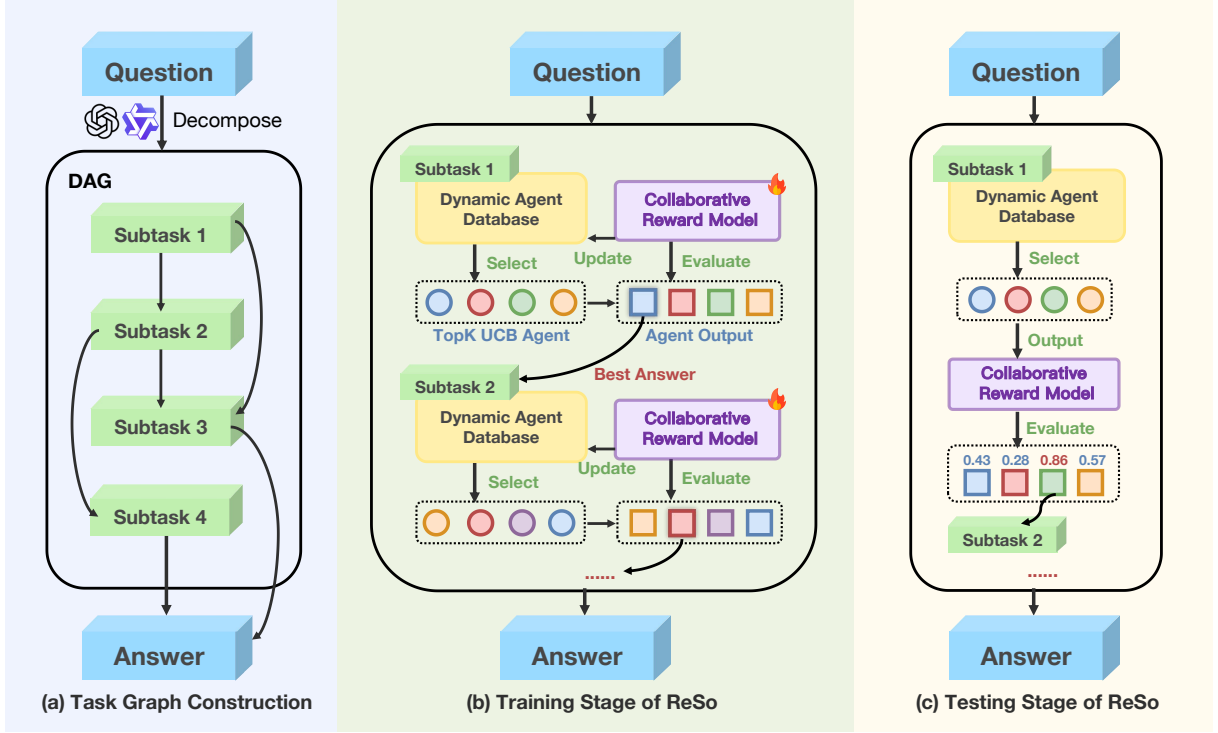 Question
Decompose
DAG
Subtask 1
Subtask 2
Subtask 3
Subtask 4
Answer
(a) Task Graph Construction
Question
Subtask 1
Dynamic Agent
Database
Collaborative
Reward Model
Update
Select
Evaluate
TopK UCB Agent
Agent Output
Best Answer
Subtask 2
Dynamic Agent
Database
Collaborative
Reward Model
Update
Select
Evaluate
......
Answer
(b) Training Stage of ReSo
Question
Subtask 1
Dynamic Agent
Database
Select
Output
Collaborative
Reward Model
Evaluate
0.43 0.28 0.86 0.57
Subtask 2
......
Answer
(c) Testing Stage of ReSo